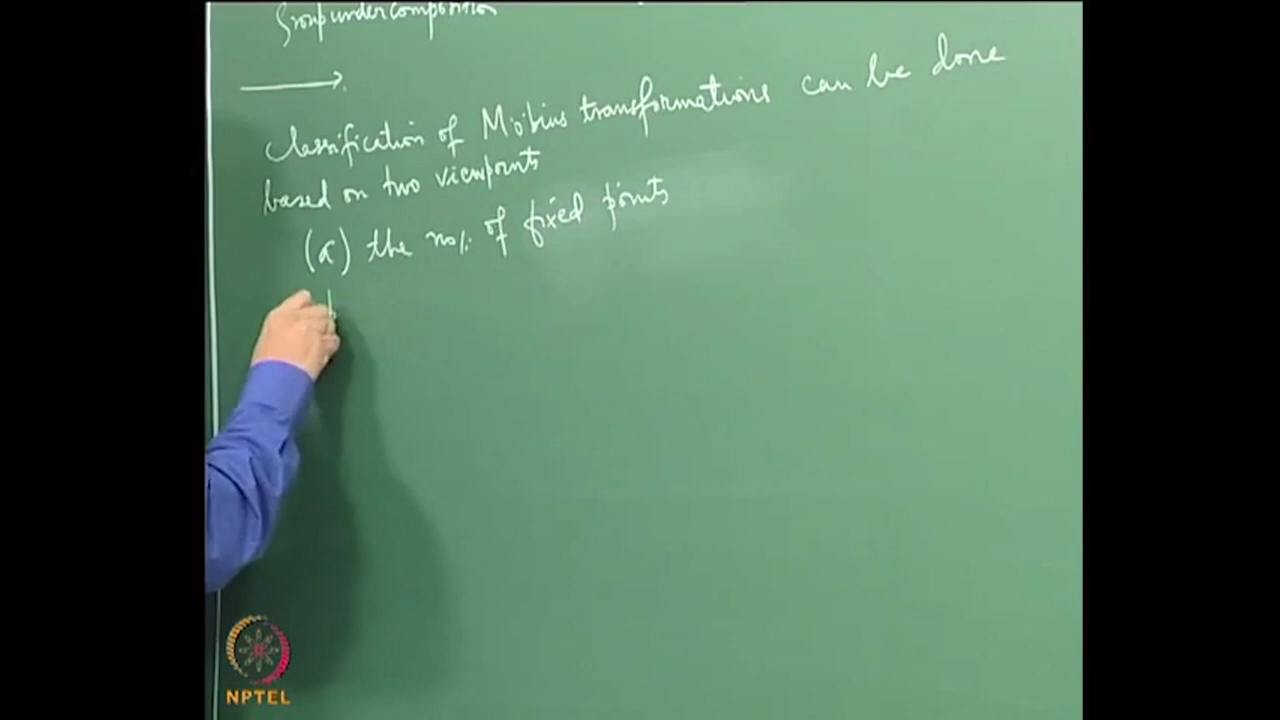 Group under composition
Classification of Möbius transformations can be done
based on two viewpoints
(a) the no/. of fixed points
NPTEL